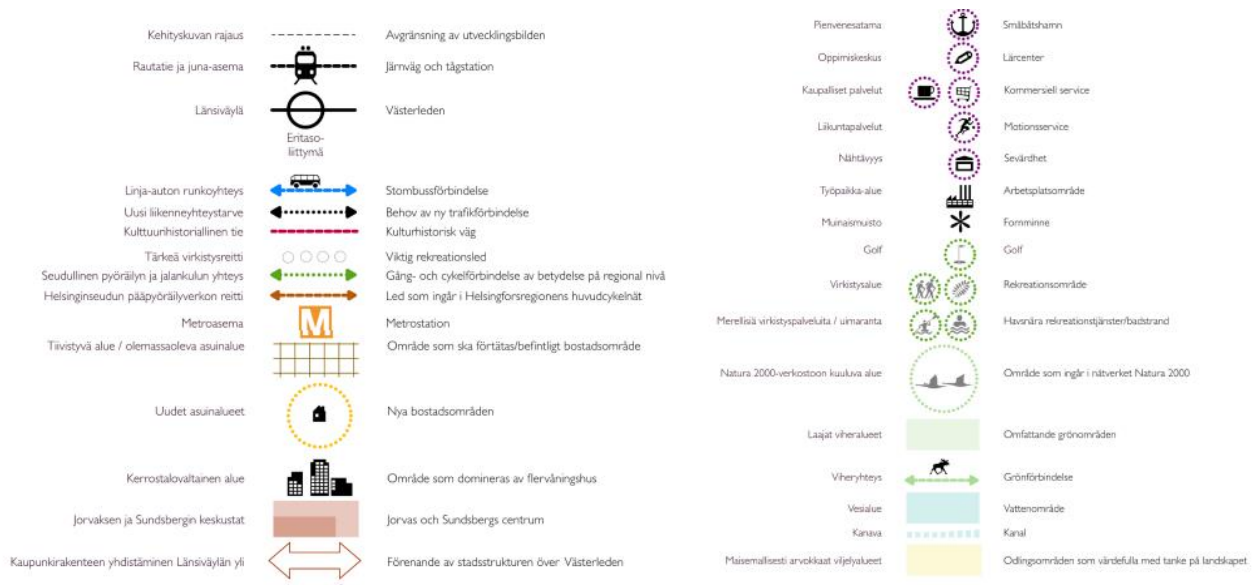 Kehityskuvan rajaus Avgränsning av utvecklingsbilden
Rautatie ja juna-asema Järnväg och tågstation
Länsiväylä Västerleden
Eritaso-
liittymä
Linja-auton runkoyhteys Stombussförbindelse
Uusi liikenneyhteystarve Behov av ny trafikförbindelse
Kulttuurihistoriallinen tie Kulturhistorisk väg
Tärkeä virkistysreitti Viktig rekreationsled
Seudullinen pyöräilyn ja jalankulun yhteys Gång- och cykelförbindelse av betydelse på regional nivå
Helsinginseudun pääpyöräilyverkon reitti Led som ingår i Helsingforsregionens huvudcykelnät
Metroasema M Metrostation
Tiivistyvä alue / olemassaoleva asuinalue Område som ska förtätas/befintligt bostadsområde
Uudet asuinalueet Nya bostadsområden
Kerrostalovaltainen alue Område som domineras av flervåningshus
Jorvaksen ja Sundsbergin keskustat Jorvas och Sundsbergs centrum
Kaupunkirakenteen yhdistäminen Länsiväylän yli Förenande av stadsstrukturen över Västerleden
Pienvenesatama Småbåtshamn
Oppimiskeskus Lärcenter
Kaupalliset palvelut Kommersiell service
Liikuntapalvelut Motionsservice
Nähtävyys Sevärdhet
Työpaikka-alue Arbetsplatsområde
Muinaismuisto Fornminne
Golf Golf
Virkistysalue Rekreationsområde
Merellisiä virkistyspalveluita / uimaranta Havsnära rekreationstjänster/badstrand
Natura 2000-verkostoon kuuluva alue Område som ingår i nätverket Natura 2000
Laajat viheralueet Omfattande grönområden
Viheryhteys Grönförbindelse
Vesialue Vattenområde
Kanava Kanal
Maisemallisesti arvokkaat viljelyalueet Odlingsområden som värdefulla med tanke på landskapet